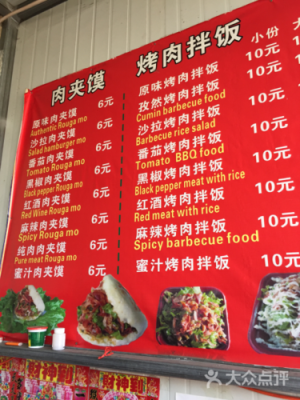 肉夹馍
原味肉夹馍 6元
Authentic Rouga mo
沙拉肉夹馍 6元
Salad hamburger mo
番茄肉夹馍 6元
Tomato Rouga mo
黑椒肉夹馍 6元
Black pepper Rouga mo
红酒肉夹馍 6元
Red Wine Rouga mo
麻辣肉夹馍 6元
Spicy Rouga mo
纯肉肉夹馍 6元
Pure meat Rouga mo
蜜汁肉夹馍 6元
烤肉拌饭
小份
原味烤肉拌饭 10元
孜然烤肉拌饭 10元
Cumin barbecue food
沙拉烤肉拌饭 10元
Barbecue rice salad
番茄烤肉拌饭 10元
Tomato BBQ food
黑椒烤肉拌饭 10元
Black pepper meat with rice
红酒烤肉拌饭 10元
Red meat with rice
麻辣烤肉拌饭 10元
Spicy barbecue food
蜜汁烤肉拌饭 10元
财神到
财神到
大众点评